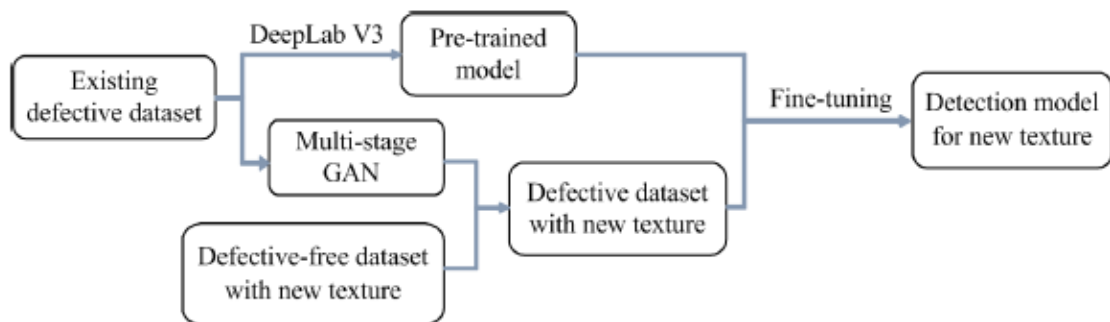 DeepLab V3
Pre-trained
model
Existing
defective dataset
Fine-tuning
Detection model
for new texture
Multi-stage
GAN
Defective dataset
with new texture
Defective-free dataset
with new texture